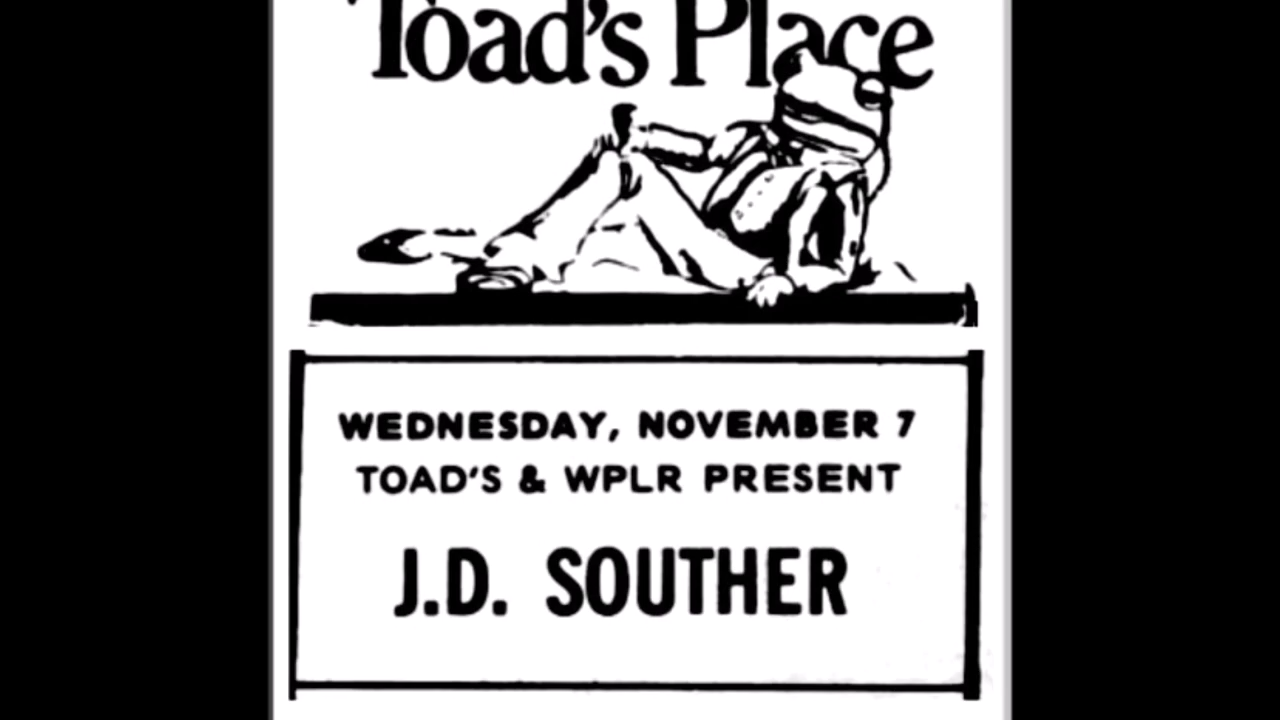 Toad's Place
WEDNESDAY, NOVEMBER 7
TOAD'S & WPLR PRESENT
J.D. SOUTHER